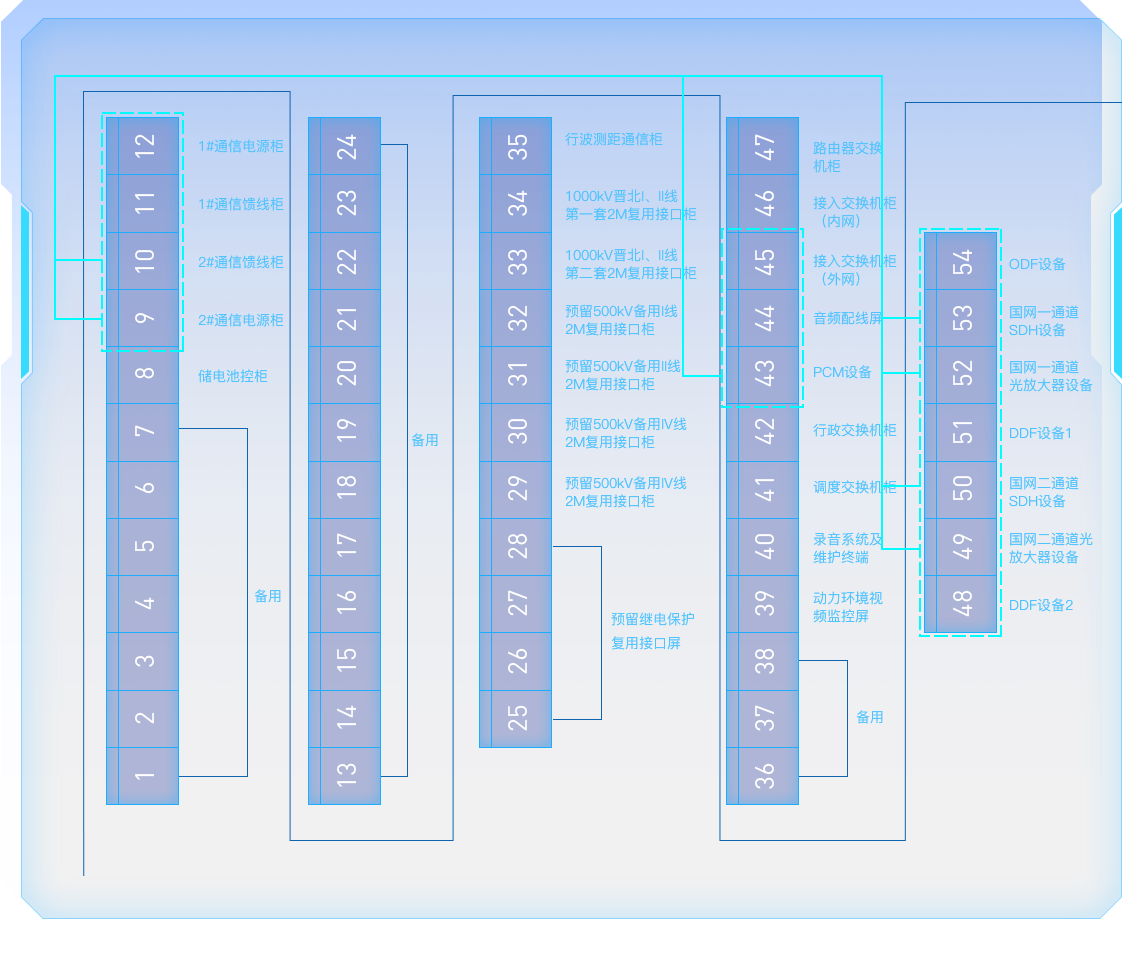 12
1#通信电源柜
11
1#通信馈线柜
10
2#通信馈线柜
9
2#通信电源柜
8
储电池控柜
7
6
5
4
3
2
1
备用
24
23
22
21
20
19
18
17
16
15
14
13
备用
35
行波测距通信柜
34
1000kV晋北I、II线
第一套2M复用接口柜
33
1000kV晋北I、II线
第二套2M复用接口柜
32
预留500kV备用I线
2M复用接口柜
31
预留500kV备用II线
2M复用接口柜
30
预留500kV备用IV线
2M复用接口柜
29
预留500kV备用IV线
2M复用接口柜
28
27
26
25
预留继电保护
复用接口屏
47
路由器交换
机柜
46
接入交换机柜
（内网）
45
接入交换机柜
（外网）
44
音频配线屏
43
PCM设备
42
行政交换机柜
41
调度交换机柜
40
录音系统及
维护终端
39
动力环境视
频监控屏
38
37
36
备用
54
ODF设备
53
国网一通道
SDH设备
52
国网一通道
光放大器设备
51
DDF设备1
50
国网二通道
SDH设备
49
国网二通道光
放大器设备
48
DDF设备2